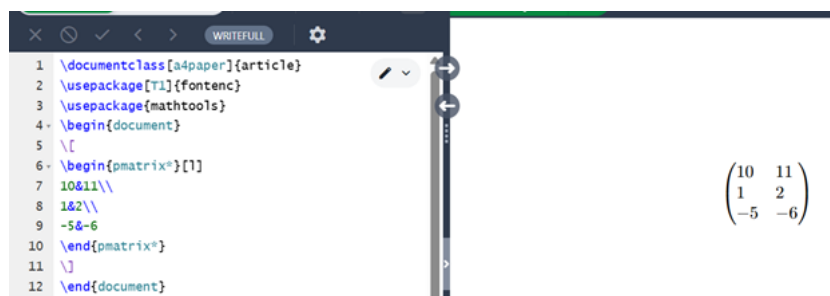 WRITEFULL
1 \documentclass[a4paper]{article}
2 \usepackage[T1]{fontenc}
3 \usepackage{mathtools}
4 \begin{document}
5 \[
6 \begin{pmatrix*}[l]
7 10&11\\
8 1&2\\
9 -5&-6
10 \end{pmatrix*}
11 \]
12 \end{document}
10 11
1 2
−5 −6